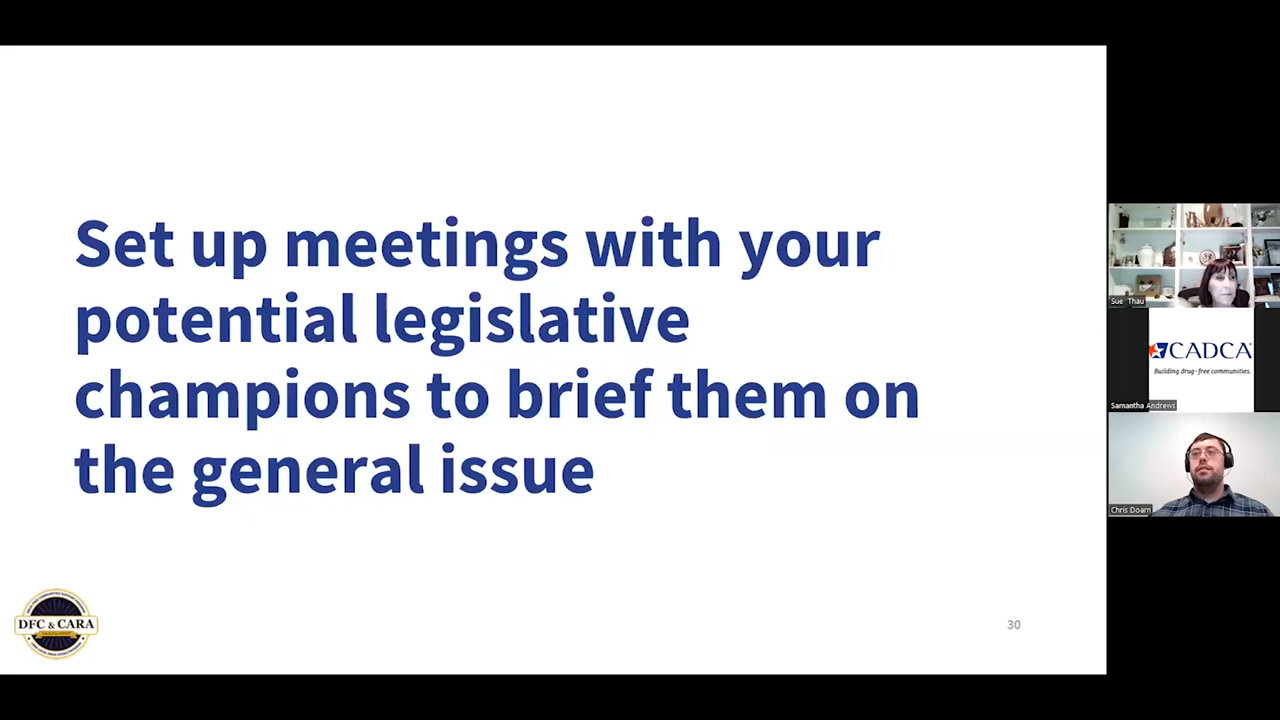 Set up meetings with your
potential legislative
champions to brief them on
the general issue
DFC & CARA
30
Sue Thau
CADCA
Building drug-free communities.
Samantha Andrews
Chris Doarn